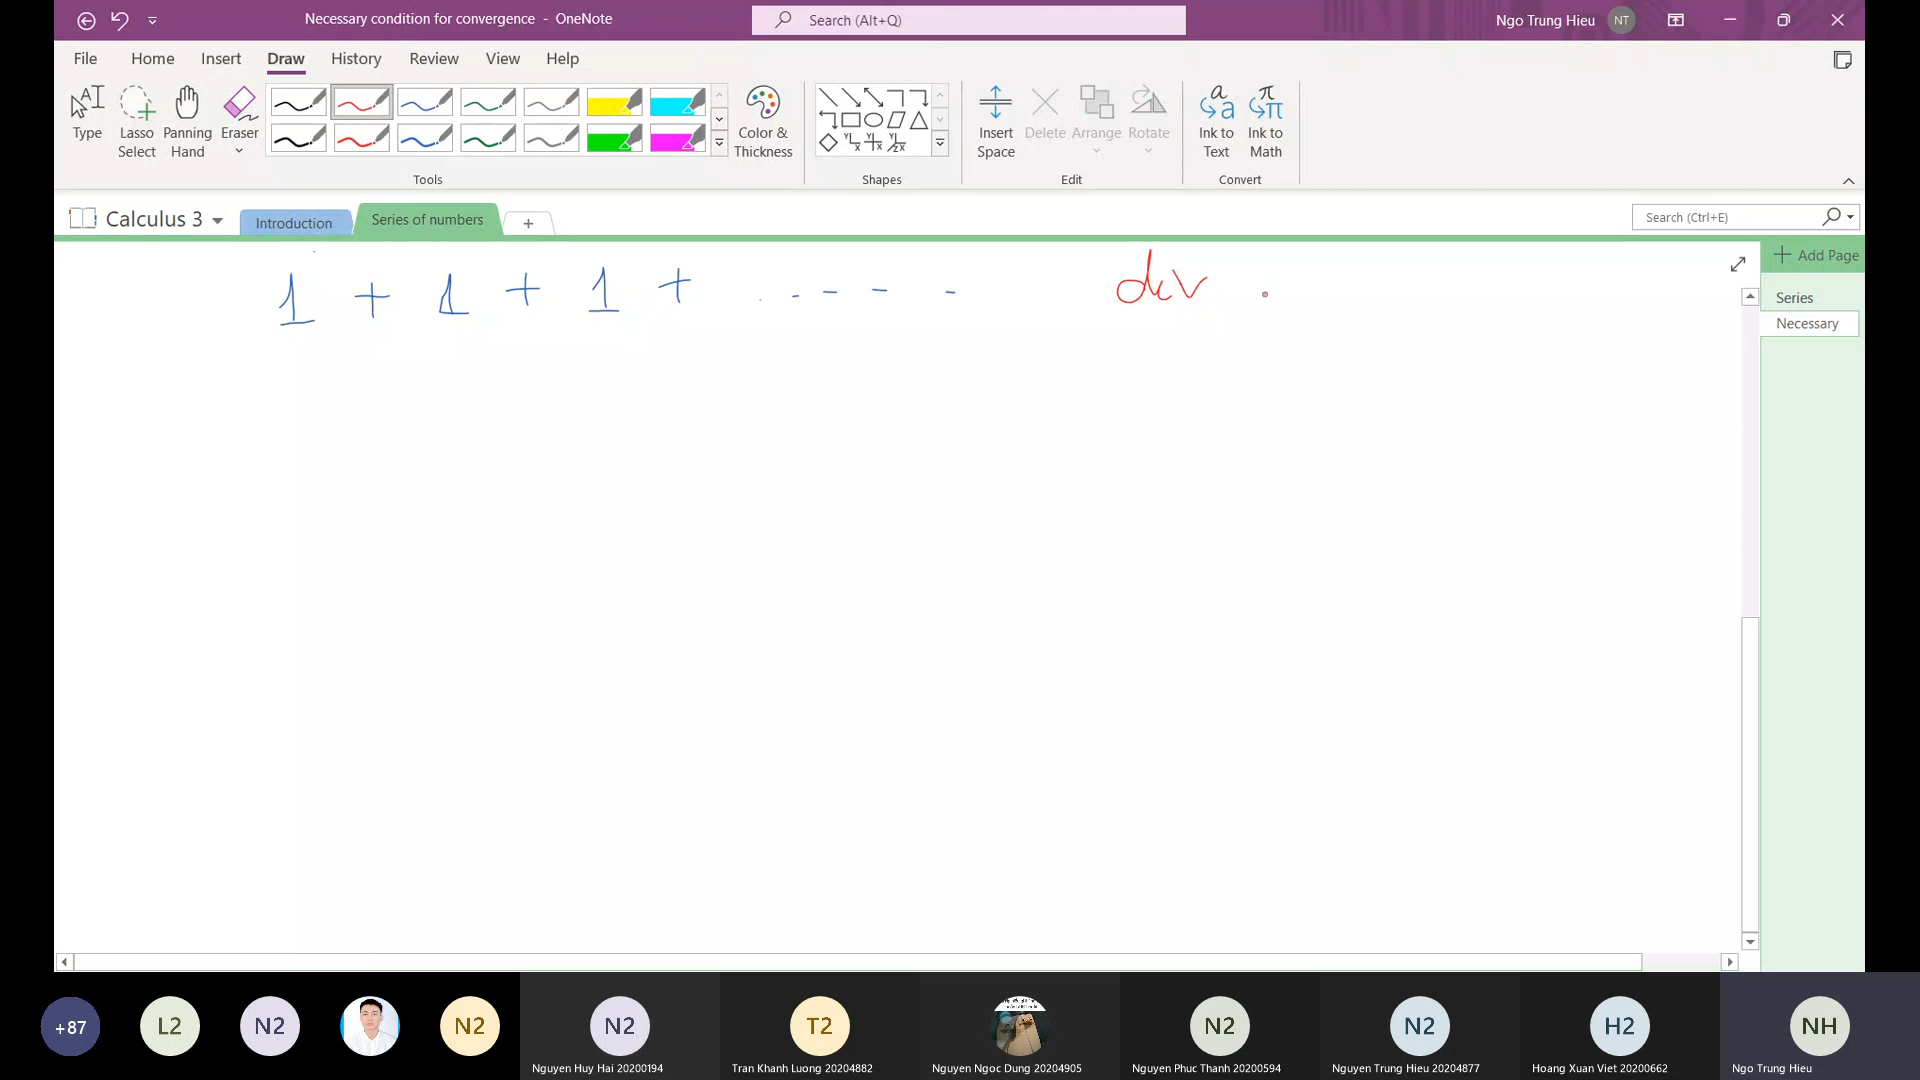 Necessary condition for convergence - OneNote
Search (Alt+Q)
Ngo Trung Hieu NT
File Home Insert Draw History Review View Help
Type
Lasso Select
Panning Hand
Eraser
Color & Thickness
Insert Space
Delete
Arrange
Rotate
Ink to Text
Ink to Math
Tools Shapes Edit Convert
Calculus 3 Introduction Series of numbers +
Search (Ctrl+E)
Add Page
Series
Necessary
1 + 1 + 1 + ..---- div .
+87 L2 N2 N2 N2 T2 N2 N2 H2 NH
Nguyen Huy Hai 20200194 Tran Khanh Luong 20204882 Nguyen Ngoc Dung 20204905 Nguyen Phuc Thanh 20200594 Nguyen Trung Hieu 20204877 Hoang Xuan Viet 20200662 Ngo Trung Hieu